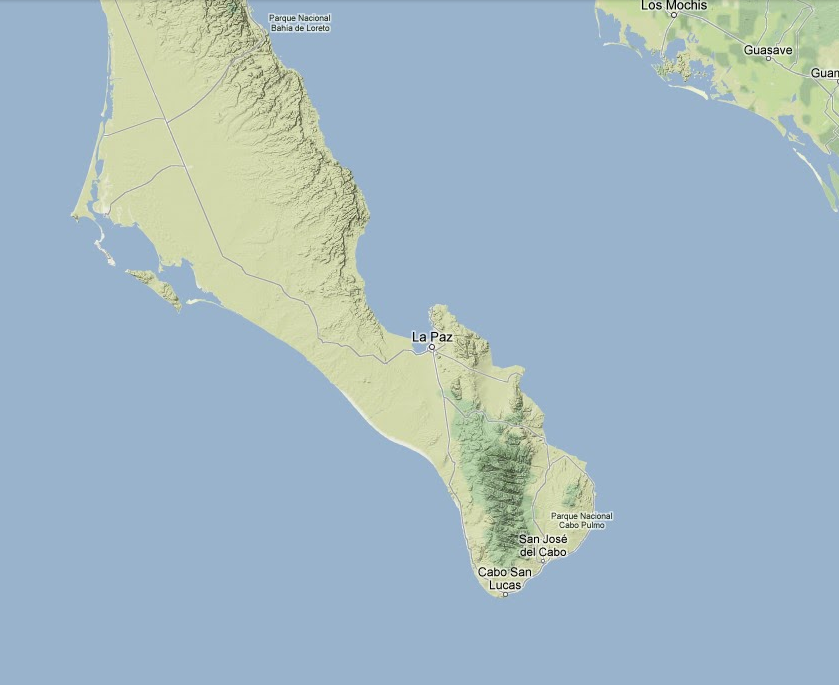 Los Mochis
Parque Nacional
Bahia de Loreto
Guasave
Guam
La Paz
Parque Nacional
Cabo Pulmo
San José
del Cabo
Cabo San
Lucas